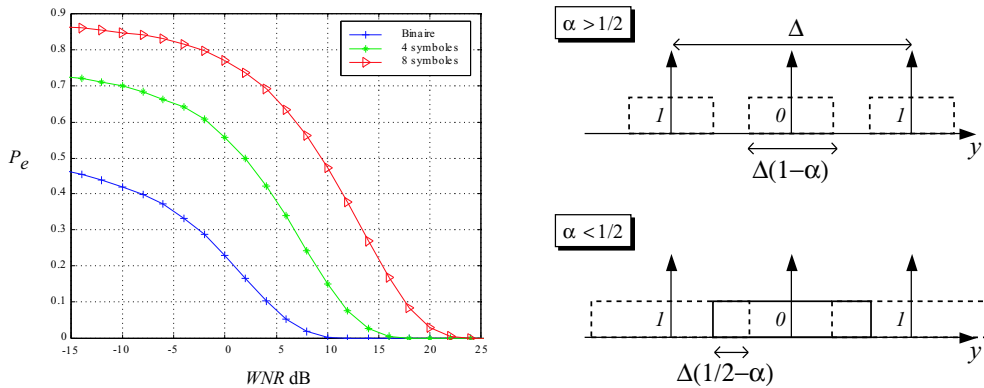 0.9
0.8
0.7
0.6
0.5
0.4
0.3
0.2
0.1
0
P_e
-15 -10 -5 0 5 10 15 20 25
WNR dB
Binaire
4 symboles
8 symboles
α >1/2
Δ
1 0 1
y
Δ(1−α)
α <1/2
1 0 1
y
Δ(1/2−α)